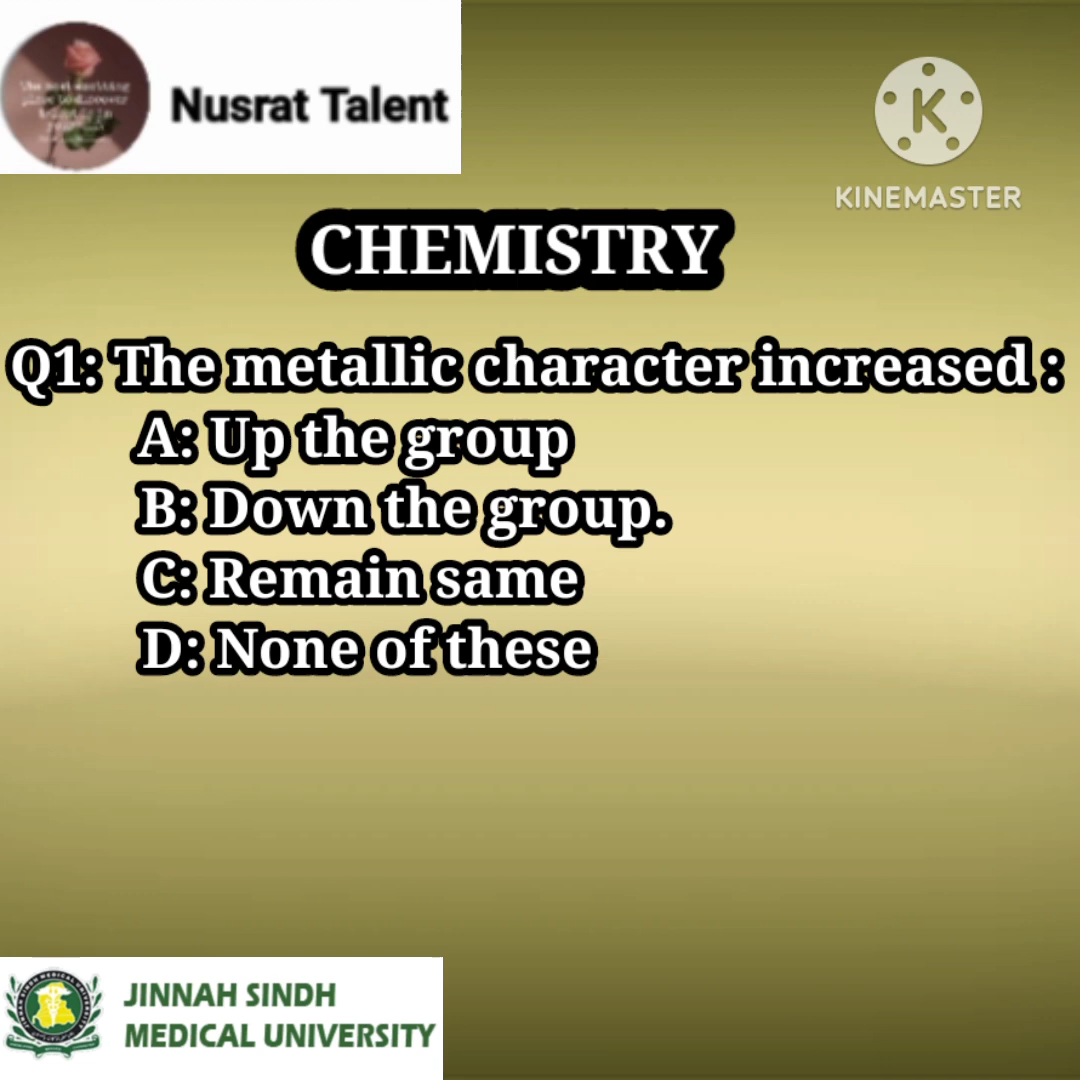 Nusrat Talent
K
KINEMASTER
CHEMISTRY
Q1: The metallic character increased :
A: Up the group
B: Down the group.
C: Remain same
D: None of these
JINNAH SINDH
MEDICAL UNIVERSITY